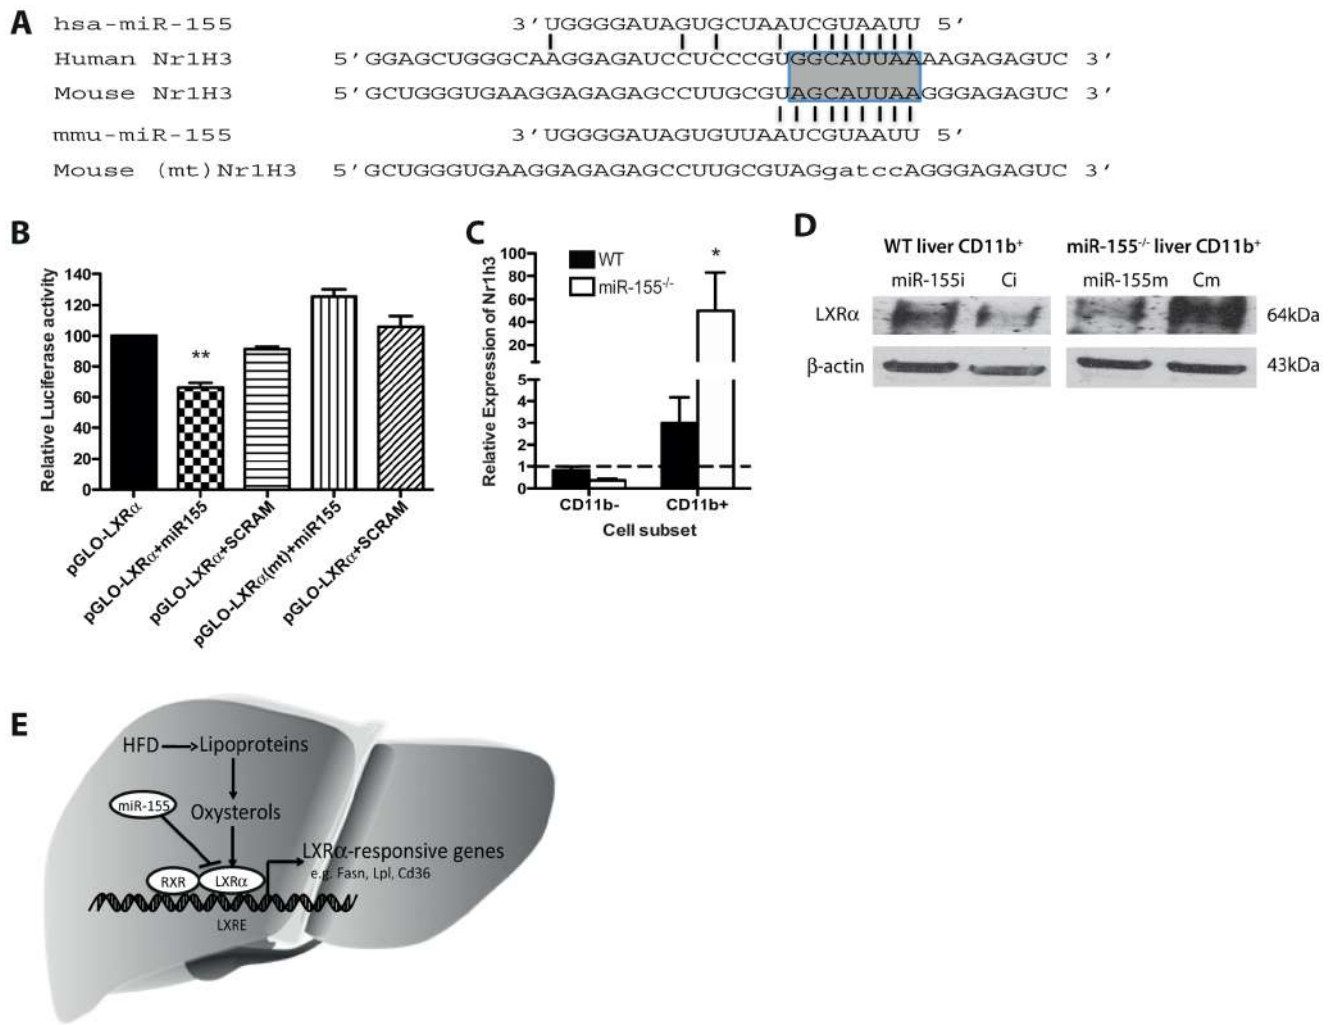 A
hsa-miR-155 3' UGGGGAUAGUGCUAAUCGUAAUU 5'
Human Nr1H3 5' GGAGCUGGGCAAGGAGAUCCUCCCGUGGCAUUAAAAGAGAGUC 3'
Mouse Nr1H3 5' GCUGGGUGAAGGAGAGAGCCUUGCGUAGCAUUAAGGGAGAGUC 3'
mmu-miR-155 3' UGGGGAUAGUGUUAAUCGUAAUU 5'
Mouse (mt)Nr1H3 5' GCUGGGUGAAGGAGAGAGCCUUGCGUAGgatccAGGGAGAGUC 3'
B
Relative Luciferase activity
140
120
100
80
60
40
20
0
**
pGLO-LXRα
pGLO-LXRα+miR155
pGLO-LXRα+SCRAM
pGLO-LXRα(mt)+miR155
pGLO-LXRα+SCRAM
C
Relative Expression of Nr1h3
100
80
60
40
20
5
4
3
2
1
0
WT
miR-155-/-
*
CD11b- CD11b+
Cell subset
D
WT liver CD11b+ miR-155-/- liver CD11b+
miR-155i Ci miR-155m Cm
LXRα 64kDa
β-actin 43kDa
E
HFD Lipoproteins
miR-155 Oxysterols
LXRα-responsive genes
e.g. Fasn, Lpl, Cd36
RXR LXRα
LXRE